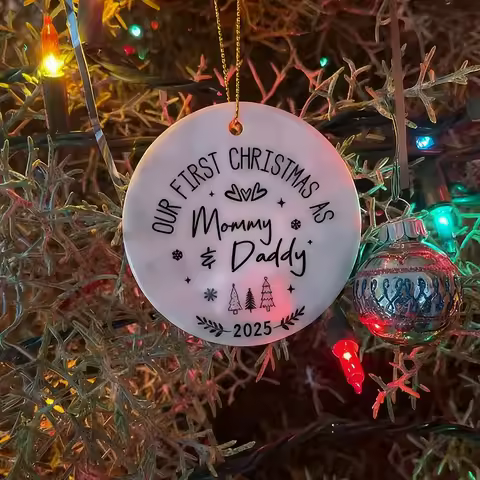 OUR FIRST CHRISTMAS AS
Mommy
& Daddy
2025